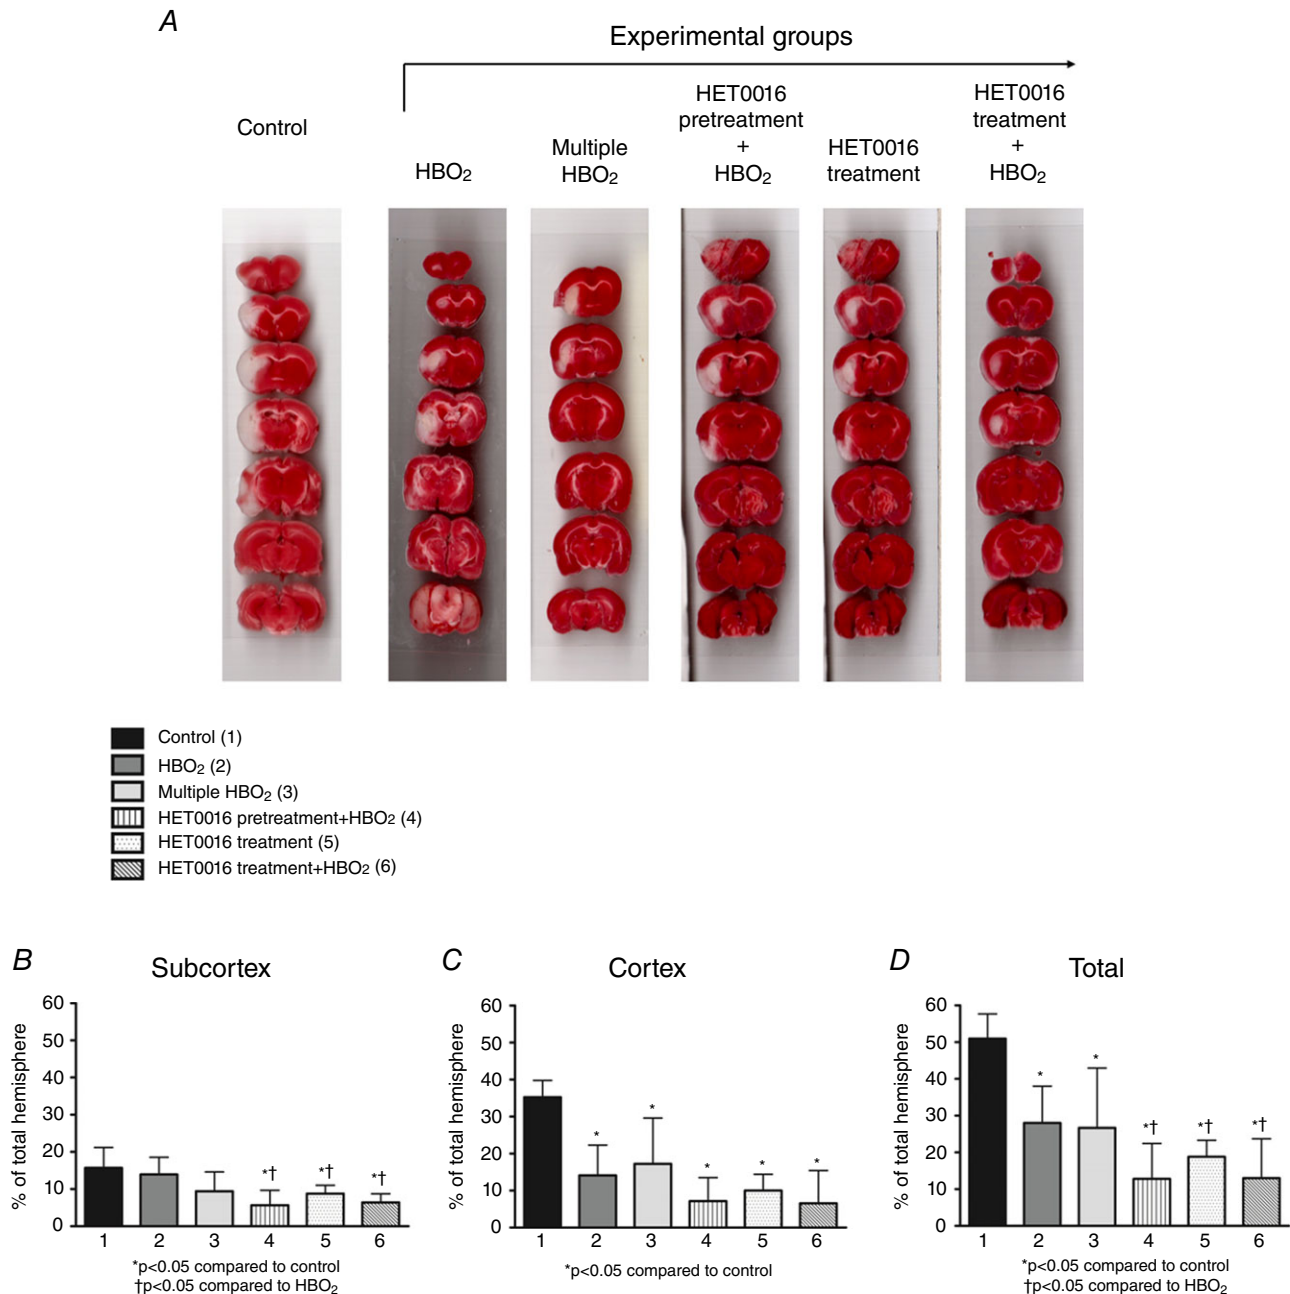 A
Experimental groups
Control
HBO2
Multiple
HBO2
HET0016
pretreatment
+
HBO2
HET0016
treatment
HET0016
treatment
+
HBO2
Control (1)
HBO2 (2)
Multiple HBO2 (3)
HET0016 pretreatment+HBO2 (4)
HET0016 treatment (5)
HET0016 treatment+HBO2 (6)
B
Subcortex
% of total hemisphere
60
50
40
30
20
10
0
*†
*†
*†
1 2 3 4 5 6
*p<0.05 compared to control
†p<0.05 compared to HBO2
C
Cortex
% of total hemisphere
60
50
40
30
20
10
0
*
*
*
*
*
1 2 3 4 5 6
*p<0.05 compared to control
D
Total
% of total hemisphere
60
50
40
30
20
10
0
*
*
*†
*†
*†
1 2 3 4 5 6
*p<0.05 compared to control
†p<0.05 compared to HBO2